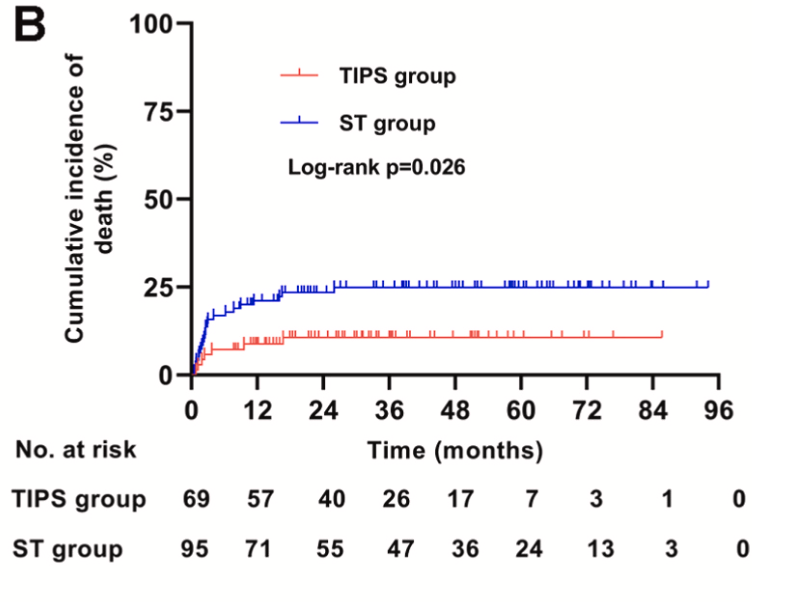 B
Cumulative incidence of
death (%)
100
75
50
25
0
TIPS group
ST group
Log-rank p=0.026
0 12 24 36 48 60 72 84 96
No. at risk
Time (months)
TIPS group 69 57 40 26 17 7 3 1 0
ST group 95 71 55 47 36 24 13 3 0